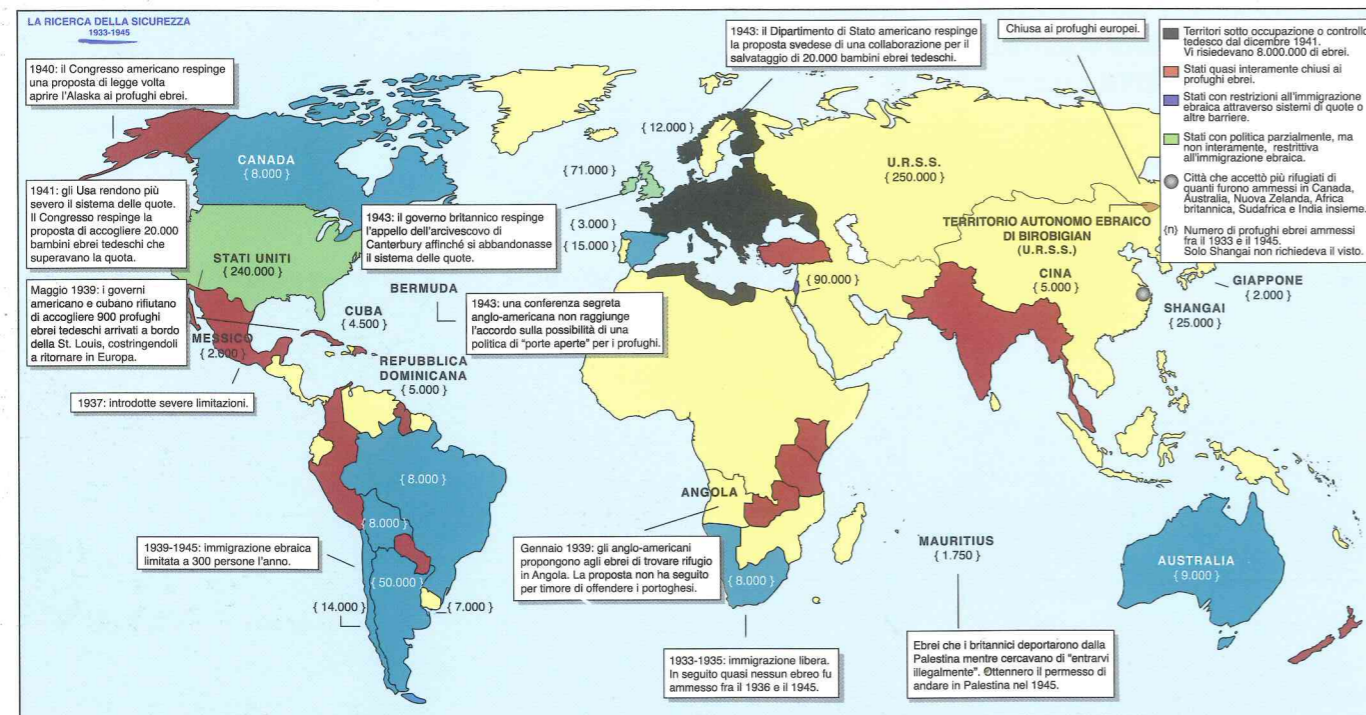 LA RICERCA DELLA SICUREZZA
1933-1945
1940: il Congresso americano respinge
una proposta di legge volta
aprire l'Alaska ai profughi ebrei.
1943: il Dipartimento di Stato americano respinge
la proposta svedese di una collaborazione per il
salvataggio di 20.000 bambini ebrei tedeschi.
Chiusa ai profughi europei.
Territori sotto occupazione o controllo
tedesco dal dicembre 1941.
Vi risiedevano 8.000.000 di ebrei.
Stati quasi interamente chiusi ai
profughi ebrei.
Stati con restrizioni all'immigrazione
ebraica attraverso sistemi di quote o
altre barriere.
Stati con politica parzialmente, ma
non interamente, restrittiva
all'immigrazione ebraica.
Città che accettò più rifugiati di
quanti furono ammessi in Canada,
Australia, Nuova Zelanda, Africa
britannica, Sudafrica e India insieme.
{n} Numero di profughi ebrei ammessi
fra il 1933 e il 1945.
Solo Shangai non richiedeva il visto.
CANADA
{ 8.000 }
{ 12.000 }
{ 71.000 }
U.R.S.S.
{ 250.000 }
1941: gli Usa rendono più
severo il sistema delle quote.
Il Congresso respinge la
proposta di accogliere 20.000
bambini ebrei tedeschi che
superavano la quota.
1943: il governo britannico respinge
l'appello dell'arcivescovo di
Canterbury affinché si abbandonasse
il sistema delle quote.
{ 3.000 }
{ 15.000 }
TERRITORIO AUTONOMO EBRAICO
DI BIROBIGIAN
(U.R.S.S.)
STATI UNITI
{ 240.000 }
CINA
{ 5.000 }
GIAPPONE
{ 2.000 }
SHANGAI
{ 25.000 }
{ 90.000 }
Maggio 1939: i governi
americano e cubano rifiutano
di accogliere 900 profughi
ebrei tedeschi arrivati a bordo
della St. Louis, costringendoli
a ritornare in Europa.
BERMUDA
1943: una conferenza segreta
anglo-americana non raggiunge
l'accordo sulla possibilità di una
politica di "porte aperte" per i profughi.
CUBA
{ 4.500 }
MESSICO
REPUBBLICA
DOMINICANA
{ 5.000 }
1937: introdotte severe limitazioni.
{ 8.000 }
{ 8.000 }
ANGOLA
1939-1945: immigrazione ebraica
limitata a 300 persone l'anno.
Gennaio 1939: gli anglo-americani
propongono agli ebrei di trovare rifugio
in Angola. La proposta non ha seguito
per timore di offendere i portoghesi.
MAURITIUS
{ 1.750 }
AUSTRALIA
{ 9.000 }
{ 50.000 }
{ 8.000 }
{ 14.000 }
{ 7.000 }
1933-1935: immigrazione libera.
In seguito quasi nessun ebreo fu
ammesso fra il 1936 e il 1945.
Ebrei che i britannici deportarono dalla
Palestina mentre cercavano di "entrarvi
illegalmente". Ottennero il permesso di
andare in Palestina nel 1945.